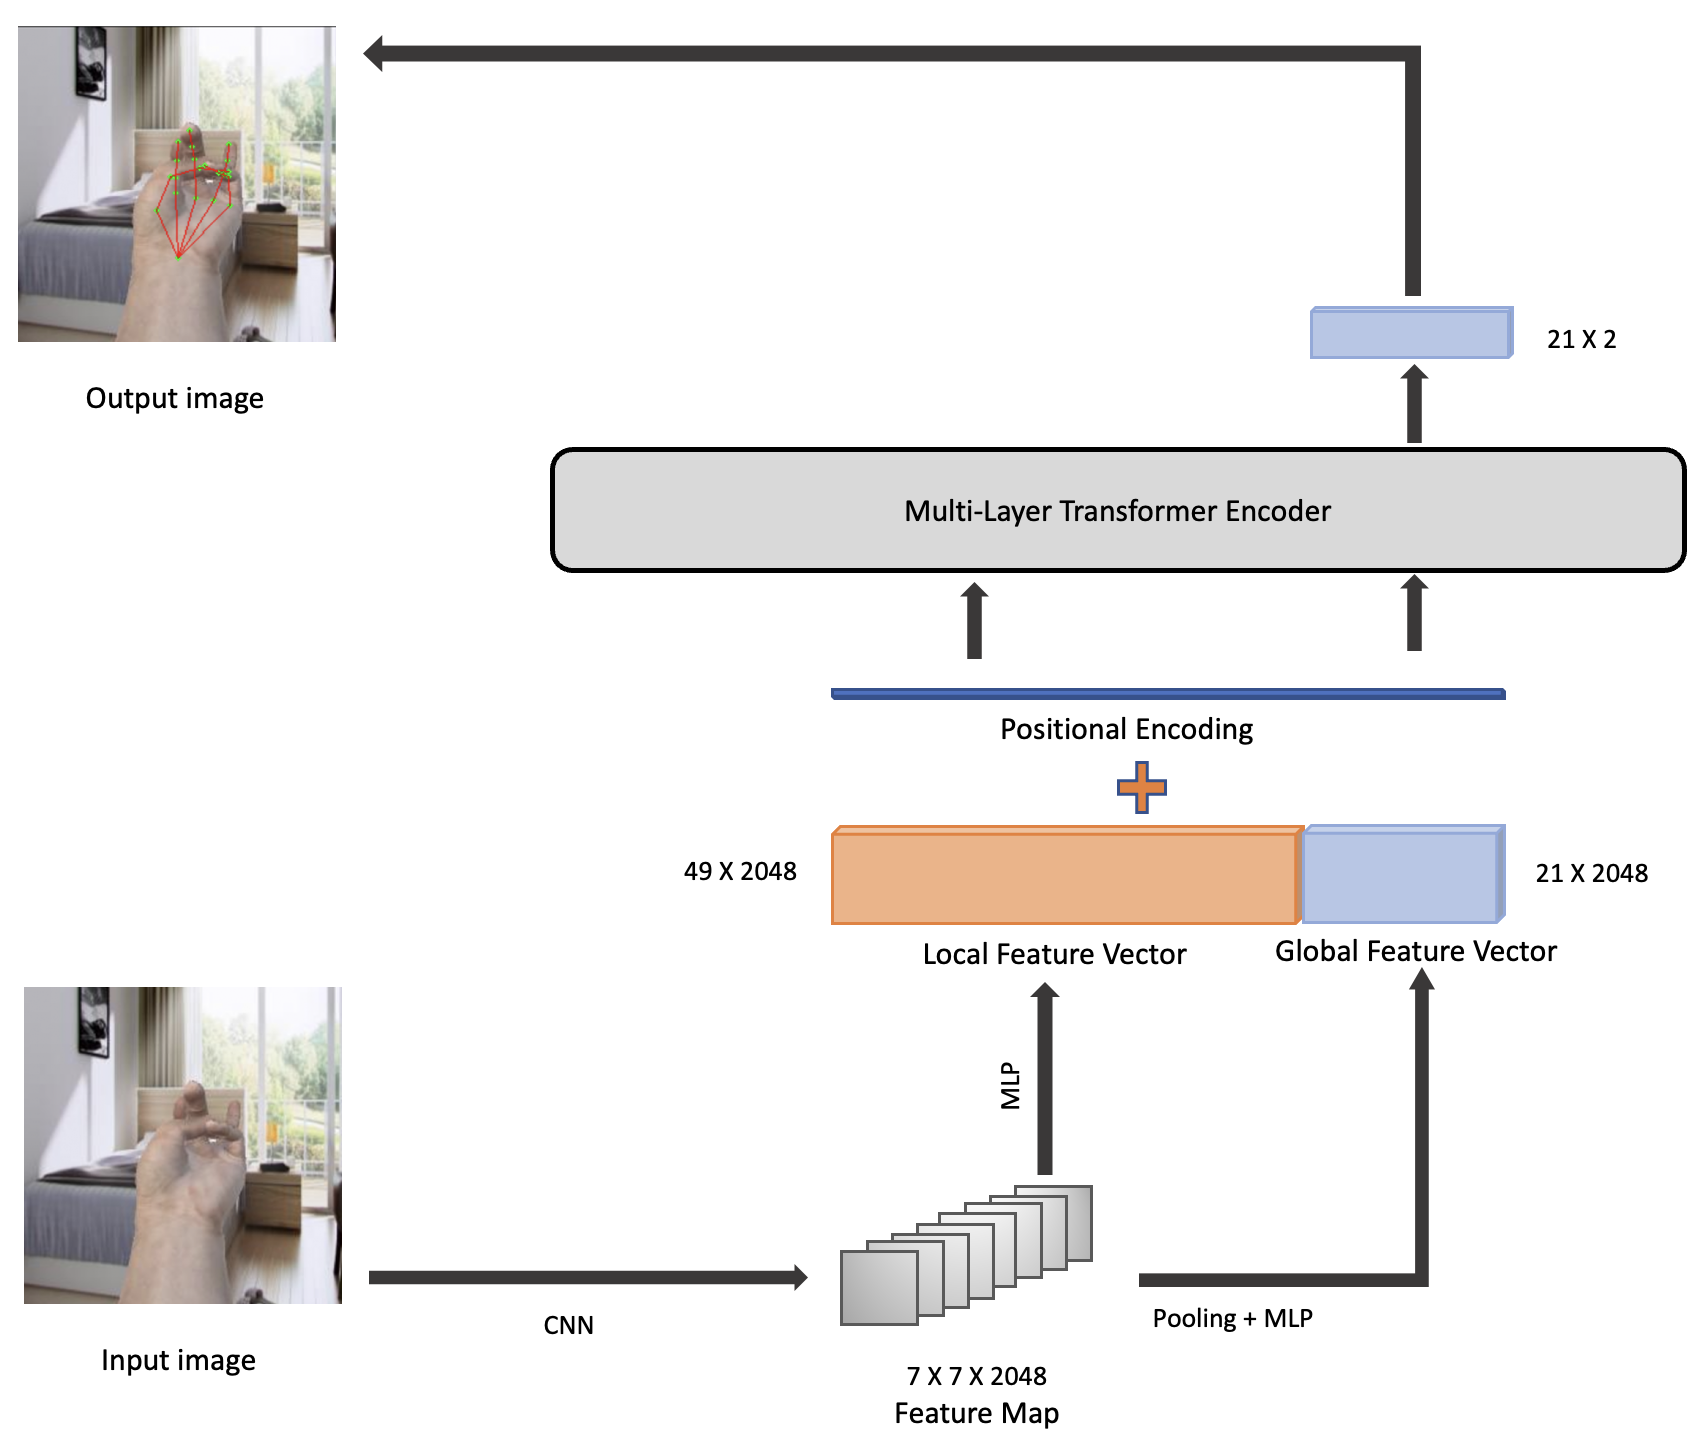 Output image
21 X 2
Multi-Layer Transformer Encoder
Positional Encoding
49 X 2048
21 X 2048
Local Feature Vector
Global Feature Vector
MLP
CNN
Pooling + MLP
Input image
7 X 7 X 2048
Feature Map